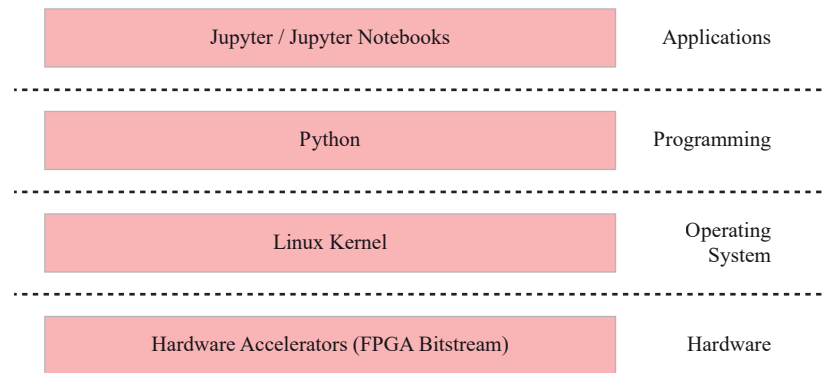 Jupyter / Jupyter Notebooks
Applications
Python
Programming
Linux Kernel
Operating
System
Hardware Accelerators (FPGA Bitstream)
Hardware